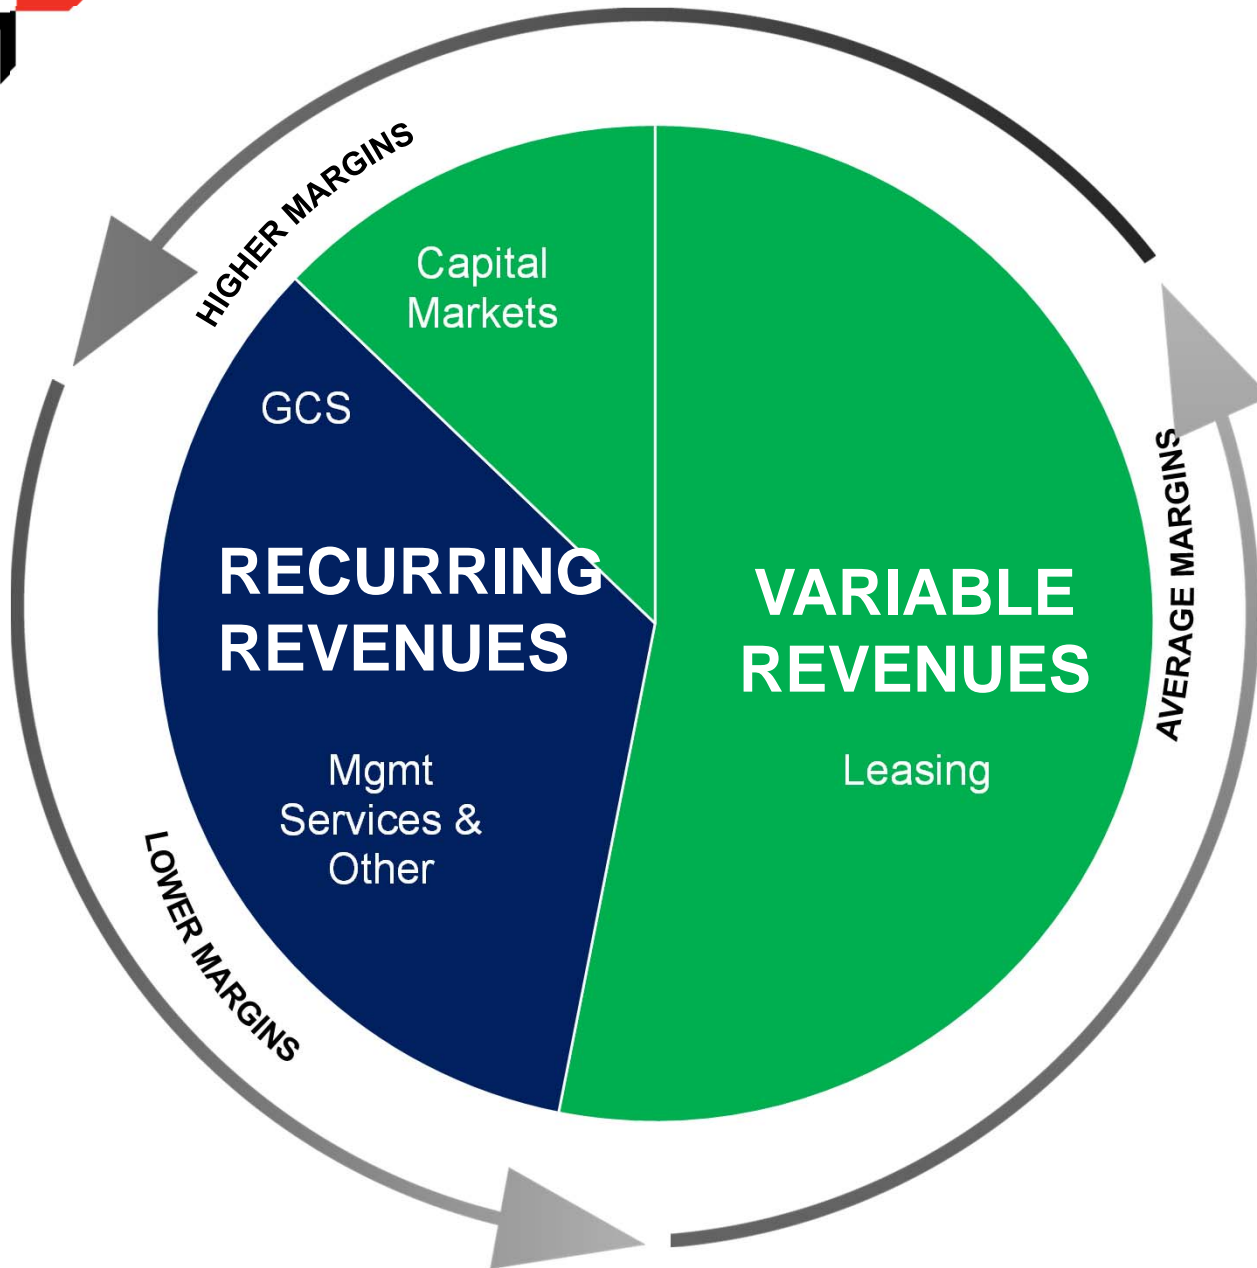 HIGHER MARGINS
Capital
Markets
GCS
RECURRING
REVENUES
VARIABLE
REVENUES
AVERAGE MARGINS
Mgmt
Services &
Other
Leasing
LOWER MARGINS